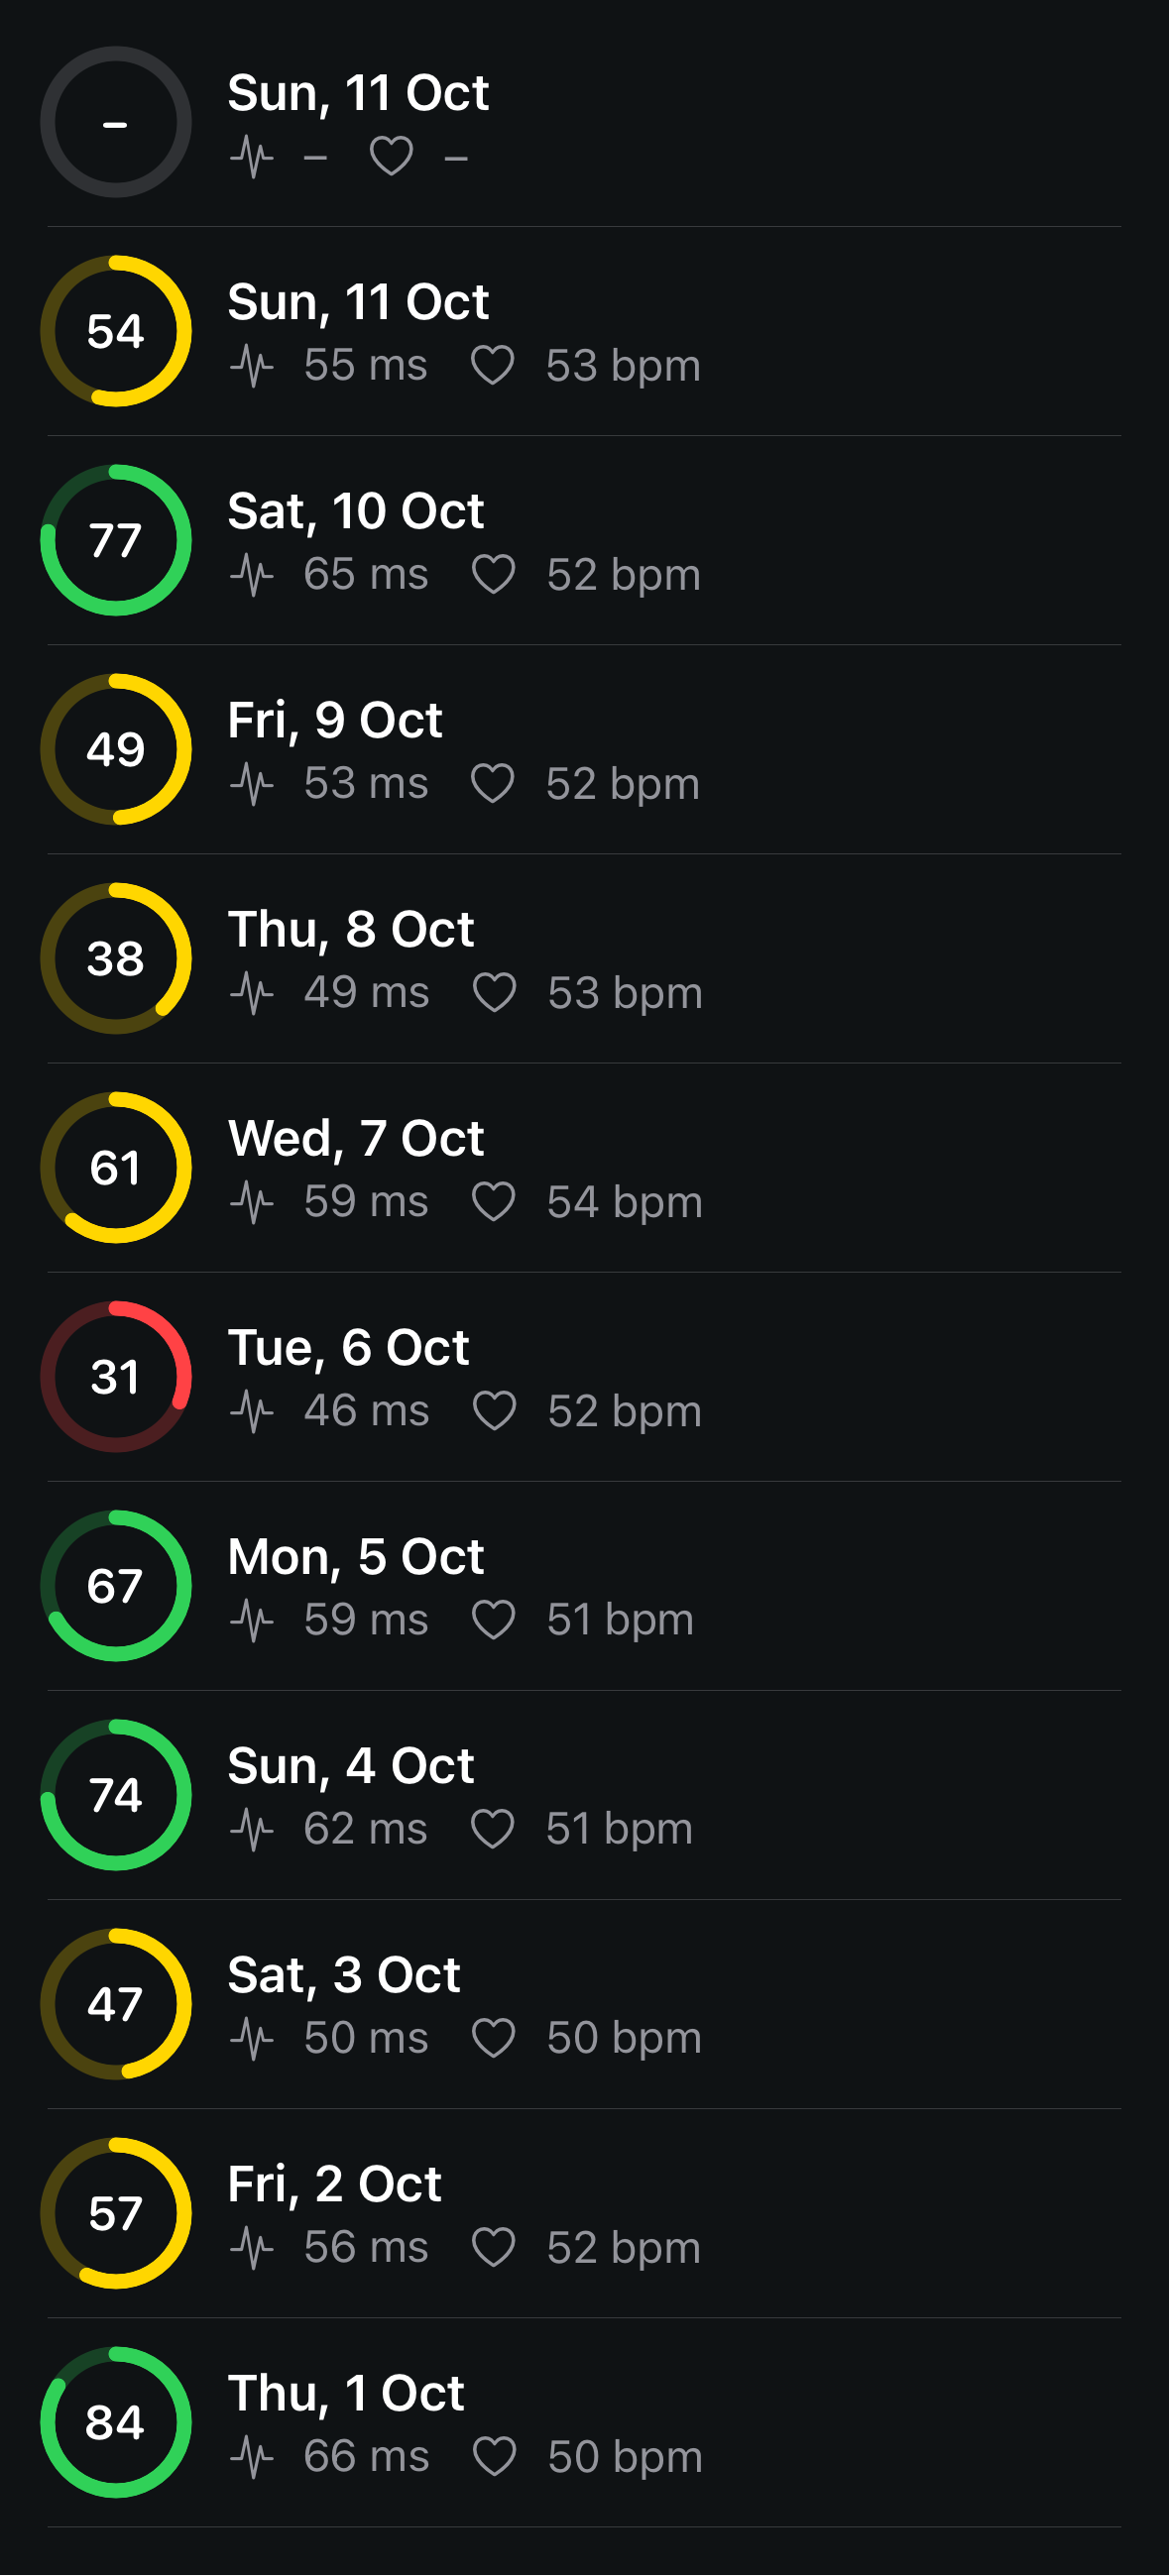 –
Sun, 11 Oct
– –
54
Sun, 11 Oct
55 ms 53 bpm
77
Sat, 10 Oct
65 ms 52 bpm
49
Fri, 9 Oct
53 ms 52 bpm
38
Thu, 8 Oct
49 ms 53 bpm
61
Wed, 7 Oct
59 ms 54 bpm
31
Tue, 6 Oct
46 ms 52 bpm
67
Mon, 5 Oct
59 ms 51 bpm
74
Sun, 4 Oct
62 ms 51 bpm
47
Sat, 3 Oct
50 ms 50 bpm
57
Fri, 2 Oct
56 ms 52 bpm
84
Thu, 1 Oct
66 ms 50 bpm